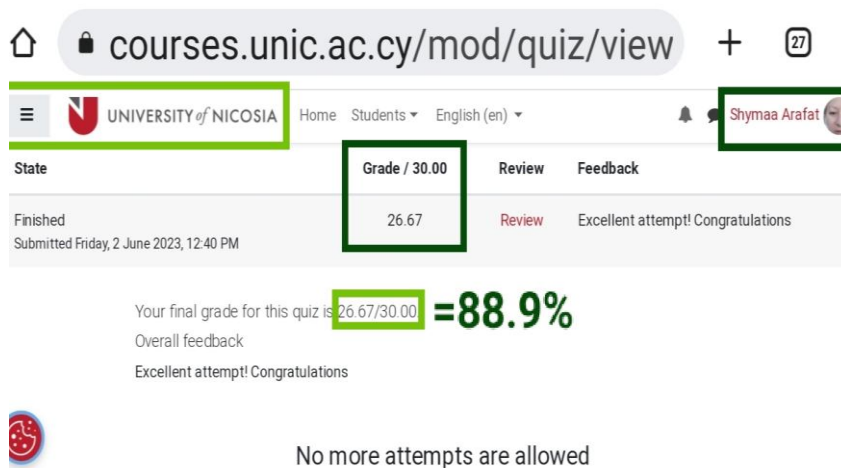 courses.unic.ac.cy/mod/quiz/view + 27
UNIVERSITY of NICOSIA Home Students English (en) Shymaa Arafat
State Grade / 30.00 Review Feedback
Finished 26.67 Review Excellent attempt! Congratulations
Submitted Friday, 2 June 2023, 12:40 PM
Your final grade for this quiz is 26.67/30.00. =88.9%
Overall feedback
Excellent attempt! Congratulations
No more attempts are allowed